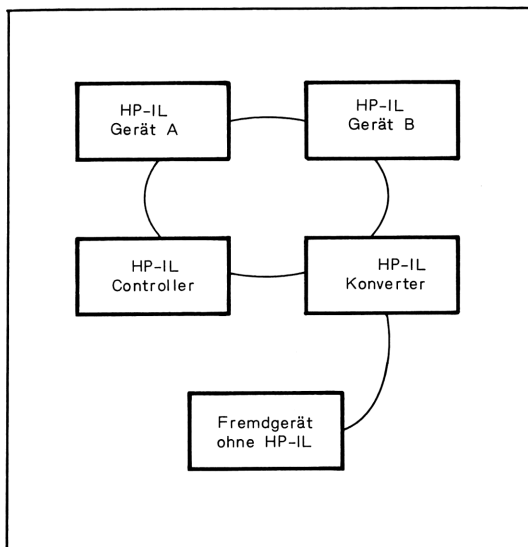 HP-IL
Gerät A
HP-IL
Gerät B
HP-IL
Controller
HP-IL
Konverter
Fremdgerät
ohne HP-IL